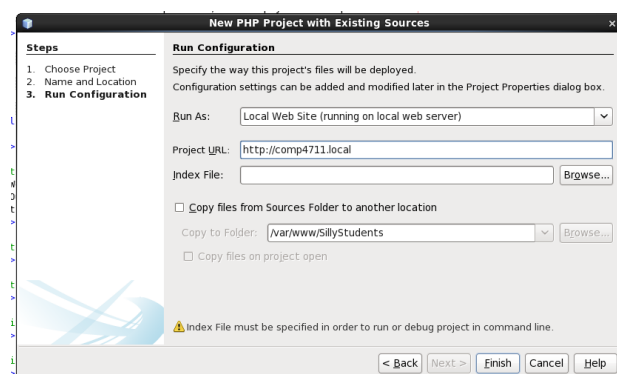 New PHP Project with Existing Sources
Steps
1. Choose Project
2. Name and Location
3. Run Configuration
Run Configuration
Specify the way this project's files will be deployed.
Configuration settings can be added and modified later in the Project Properties dialog box.
Run As: Local Web Site (running on local web server)
Project URL: http://comp4711.local
Index File: Browse...
Copy files from Sources Folder to another location
Copy to Folder: /var/www/SillyStudents Browse...
Copy files on project open
Index File must be specified in order to run or debug project in command line.
< Back Next > Finish Cancel Help